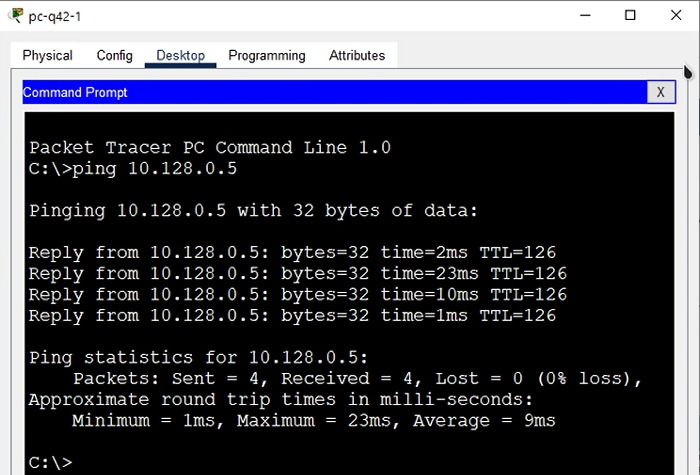 pc-q42-1
Physical Config Desktop Programming Attributes
Command Prompt X
Packet Tracer PC Command Line 1.0
C:\>ping 10.128.0.5
Pinging 10.128.0.5 with 32 bytes of data:
Reply from 10.128.0.5: bytes=32 time=2ms TTL=126
Reply from 10.128.0.5: bytes=32 time=23ms TTL=126
Reply from 10.128.0.5: bytes=32 time=10ms TTL=126
Reply from 10.128.0.5: bytes=32 time=1ms TTL=126
Ping statistics for 10.128.0.5:
Packets: Sent = 4, Received = 4, Lost = 0 (0% loss),
Approximate round trip times in milli-seconds:
Minimum = 1ms, Maximum = 23ms, Average = 9ms
C:\>